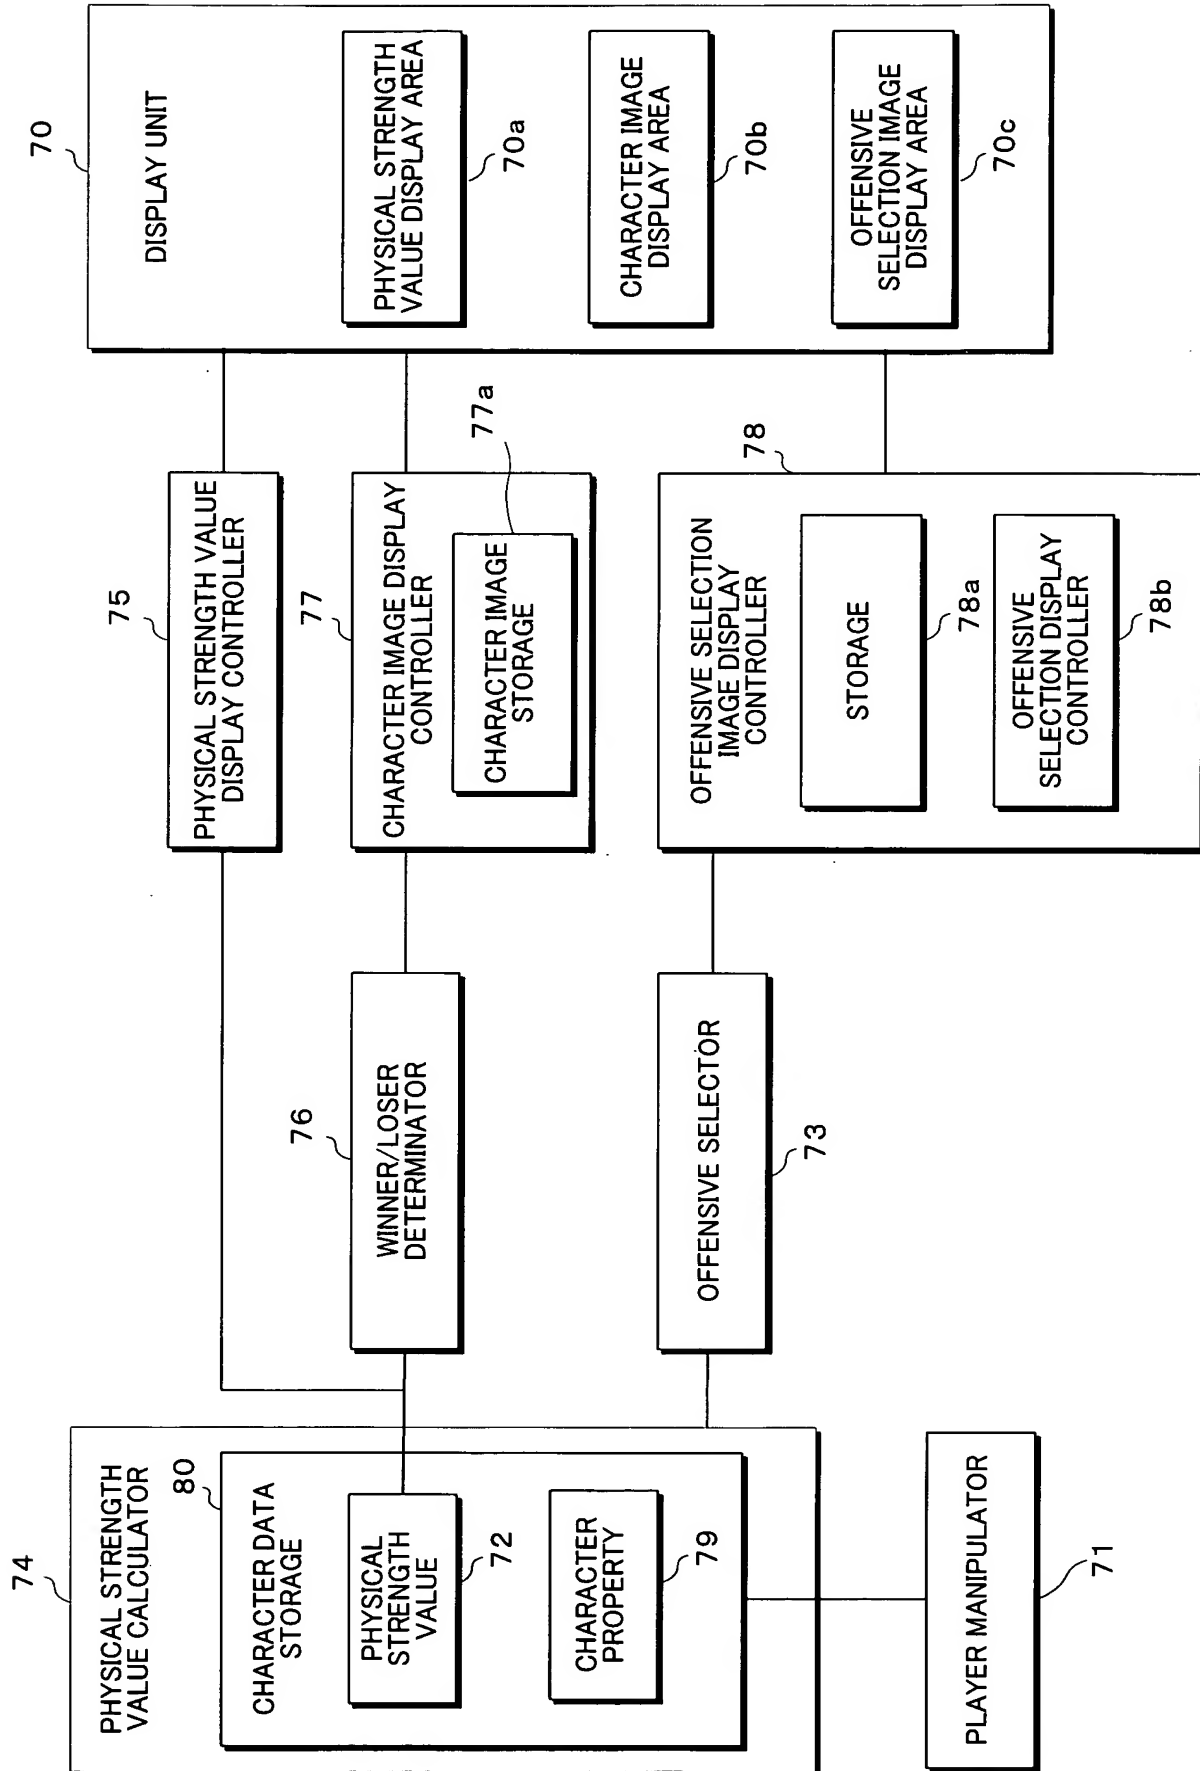 74
PHYSICAL STRENGTH
VALUE CALCULATOR
80
CHARACTER DATA
STORAGE
PHYSICAL
STRENGTH
VALUE
72
CHARACTER
PROPERTY
79
PLAYER MANIPULATOR
71
76
WINNER/LOSER
DETERMINATOR
OFFENSIVE SELECTOR
73
75
PHYSICAL STRENGTH VALUE
DISPLAY CONTROLLER
77
CHARACTER IMAGE DISPLAY
CONTROLLER
77a
CHARACTER IMAGE
STORAGE
78
OFFENSIVE SELECTION
IMAGE DISPLAY
CONTROLLER
STORAGE
78a
OFFENSIVE
SELECTION DISPLAY
CONTROLLER
78b
70
DISPLAY UNIT
PHYSICAL STRENGTH
VALUE DISPLAY AREA
70a
CHARACTER IMAGE
DISPLAY AREA
70b
OFFENSIVE
SELECTION IMAGE
DISPLAY AREA
70c